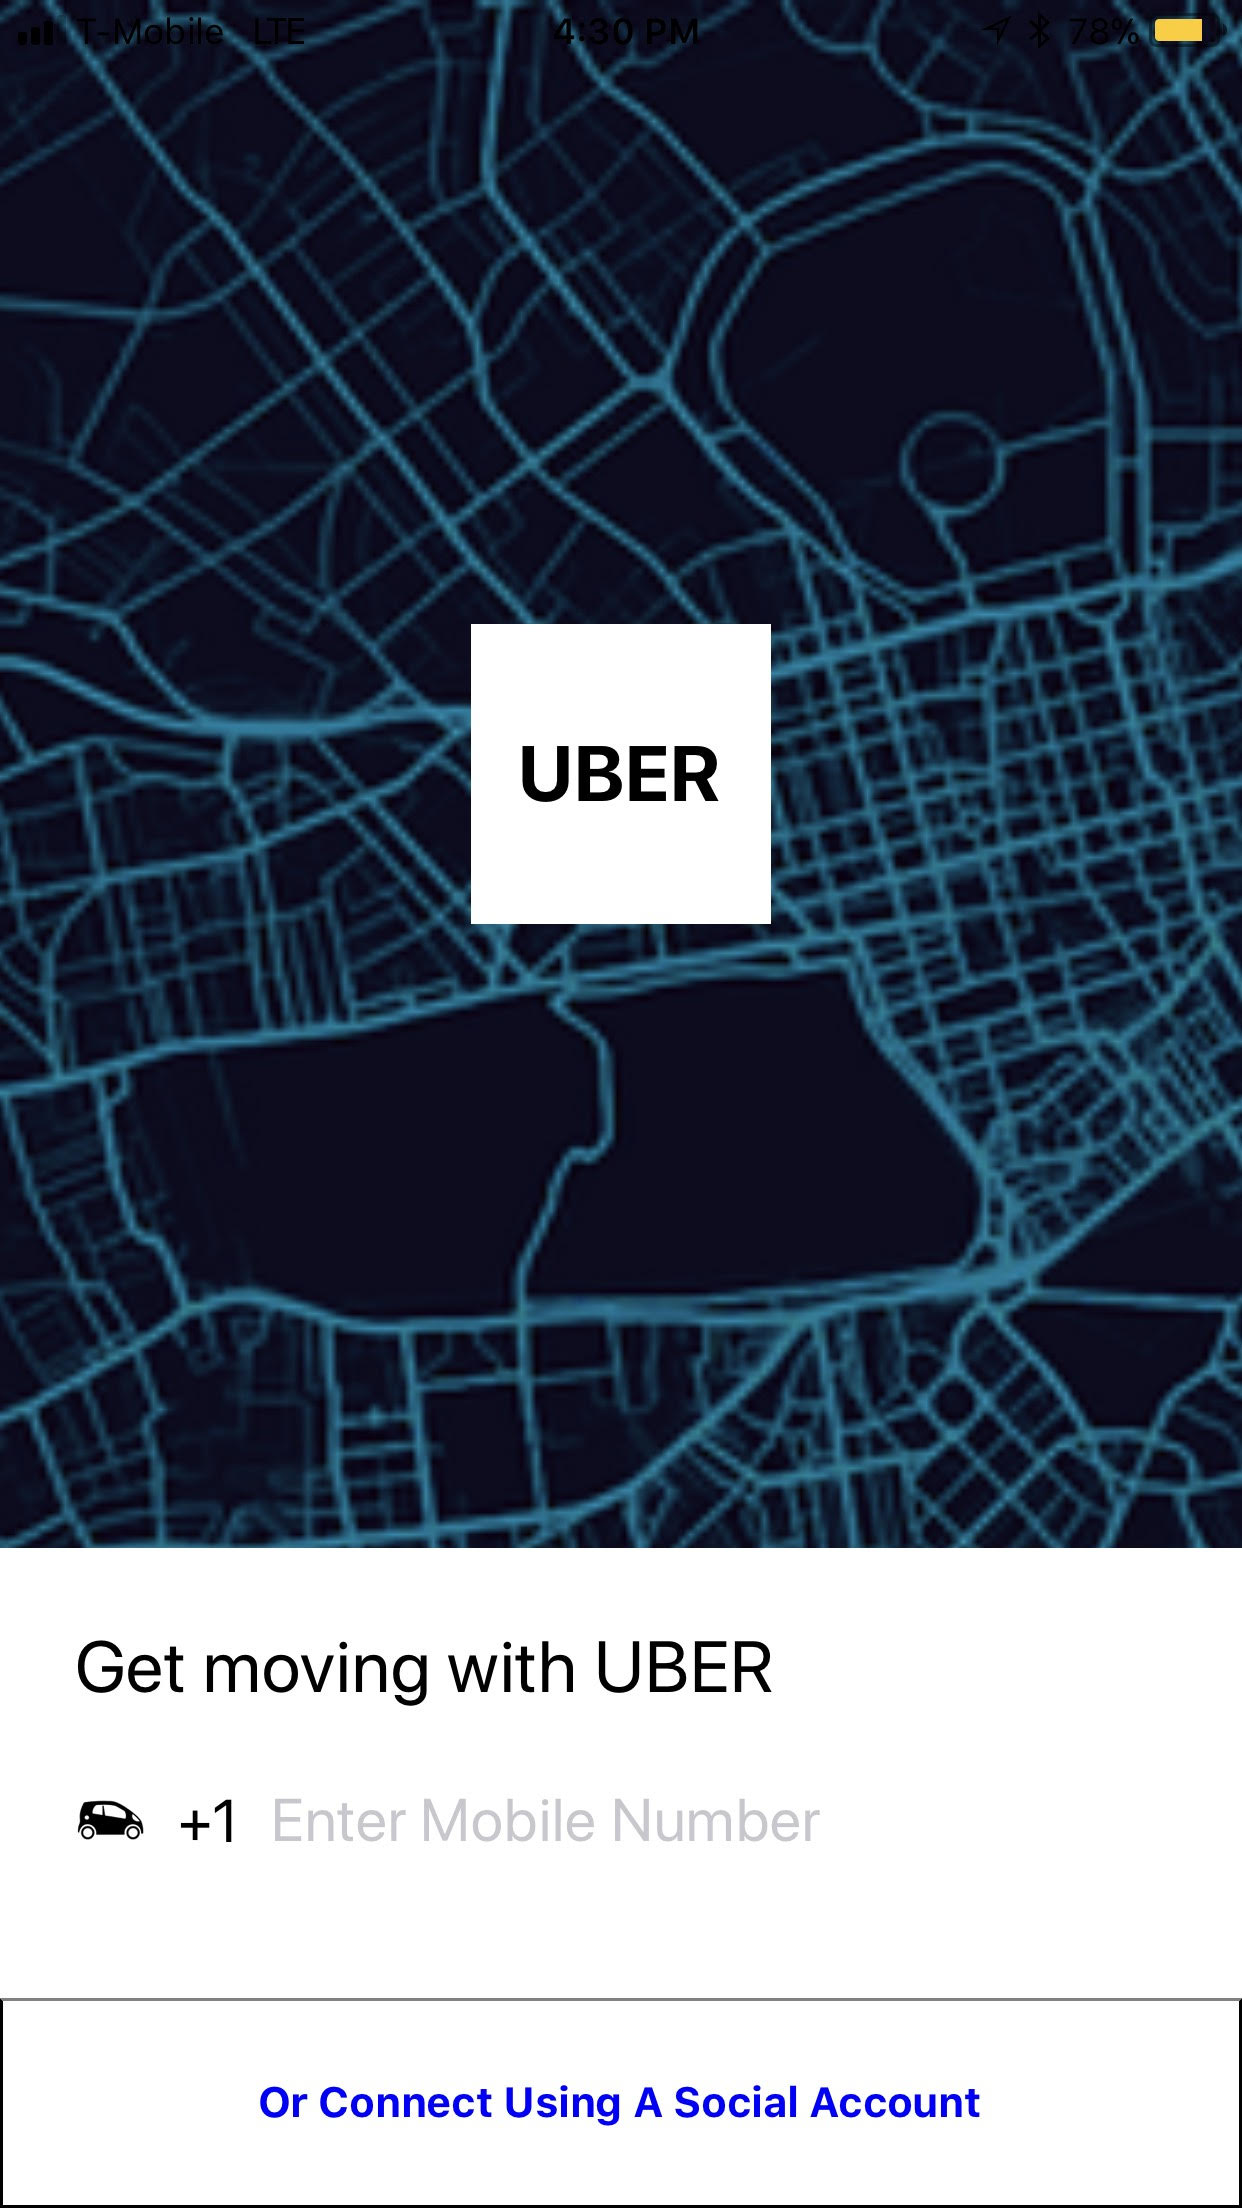 T-Mobile LTE 4:30 PM 78%
UBER
Get moving with UBER
+1 Enter Mobile Number
Or Connect Using A Social Account